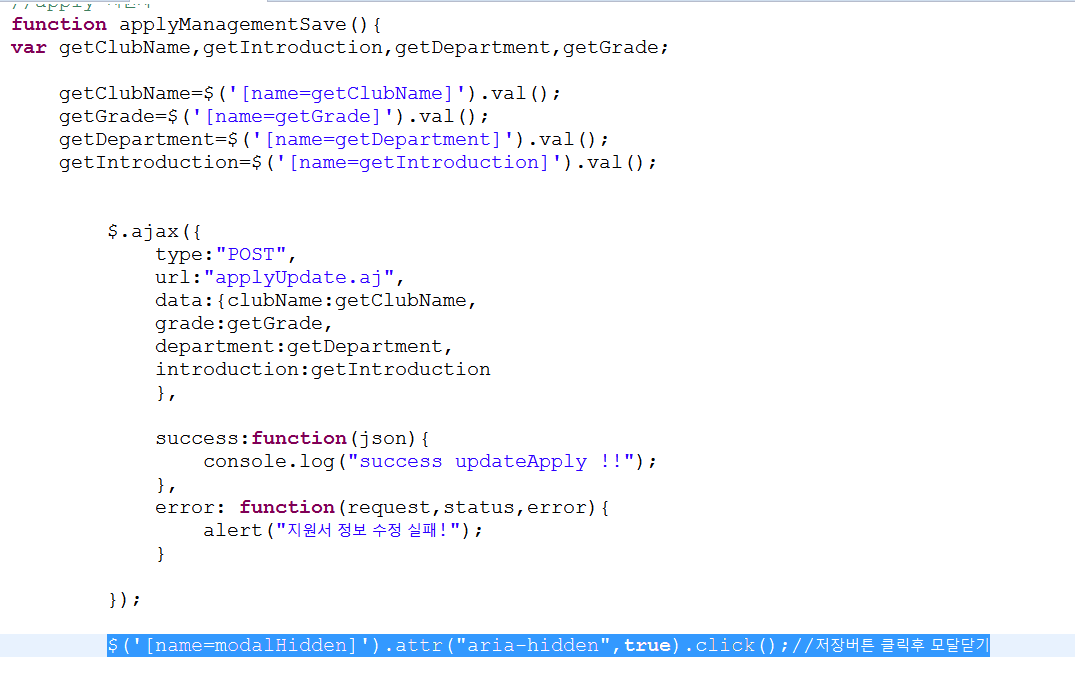 //apply 지원서
function applyManagementSave(){
var getClubName,getIntroduction,getDepartment,getGrade;
getClubName=$('[name=getClubName]').val();
getGrade=$('[name=getGrade]').val();
getDepartment=$('[name=getDepartment]').val();
getIntroduction=$('[name=getIntroduction]').val();
$.ajax({
type:"POST",
url:"applyUpdate.aj",
data:{clubName:getClubName,
grade:getGrade,
department:getDepartment,
introduction:getIntroduction
},
success:function(json){
console.log("success updateApply !!");
},
error: function(request,status,error){
alert("지원서 정보 수정 실패!");
}
});
$('[name=modalHidden]').attr("aria-hidden",true).click();//저장버튼 클릭후 모달닫기